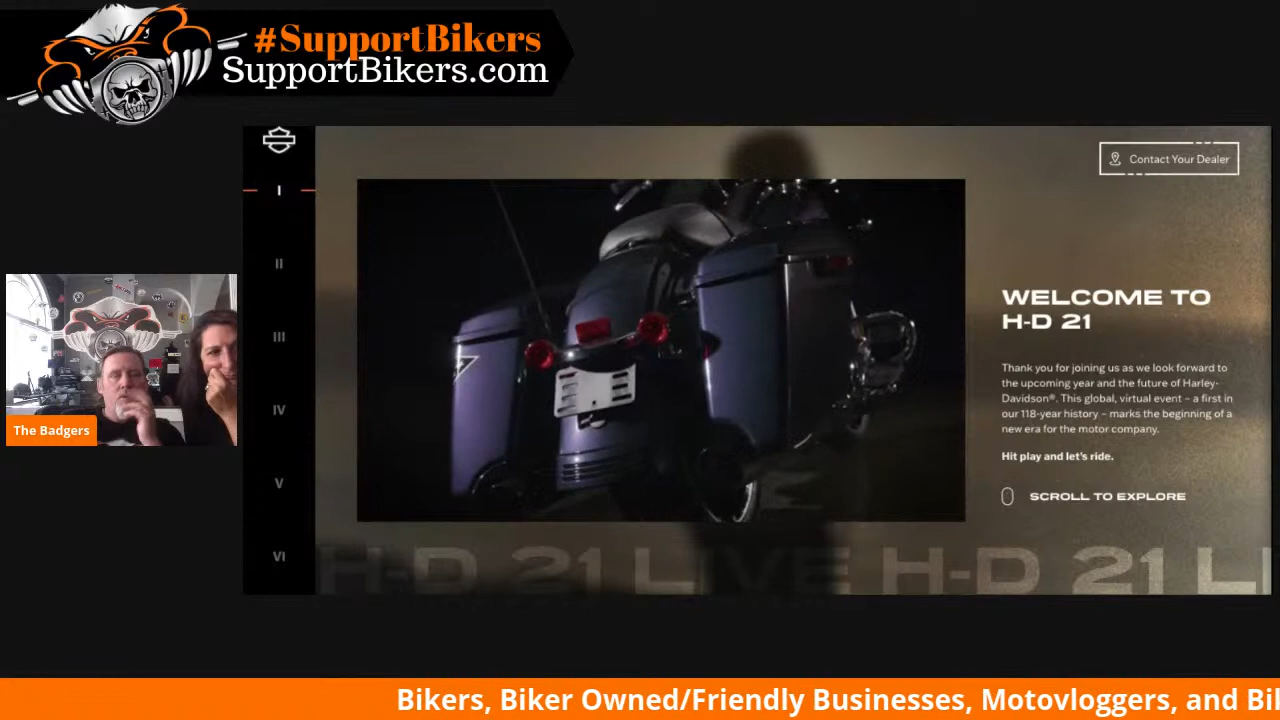 #SupportBikers
SupportBikers.com
I
II
III
IV
V
VI
Contact Your Dealer
WELCOME TO
H-D 21
Thank you for joining us as we look forward to
the upcoming year and the future of Harley-
Davidson®. This global, virtual event – a first in
our 118-year history – marks the beginning of a
new era for the motor company.
Hit play and let's ride.
SCROLL TO EXPLORE
H-D 21 LIVE H-D 21 LI
The Badgers
Bikers, Biker Owned/Friendly Businesses, Motovloggers, and Bil